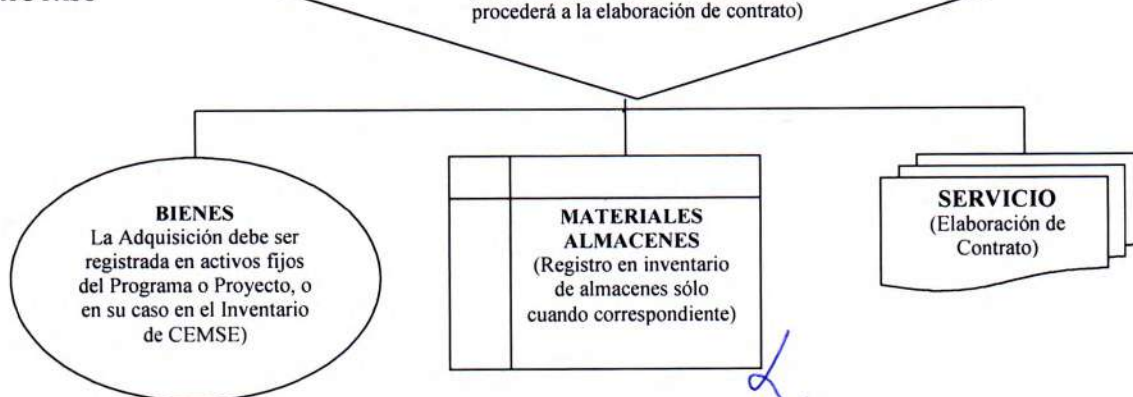 procederá a la elaboración de contrato)
BIENES
La Adquisición debe ser
registrada en activos fijos
del Programa o Proyecto, o
en su caso en el Inventario
de CEMSE)
MATERIALES
ALMACENES
(Registro en inventario
de almacenes sólo
cuando correspondiente)
SERVICIO
(Elaboración de
Contrato)